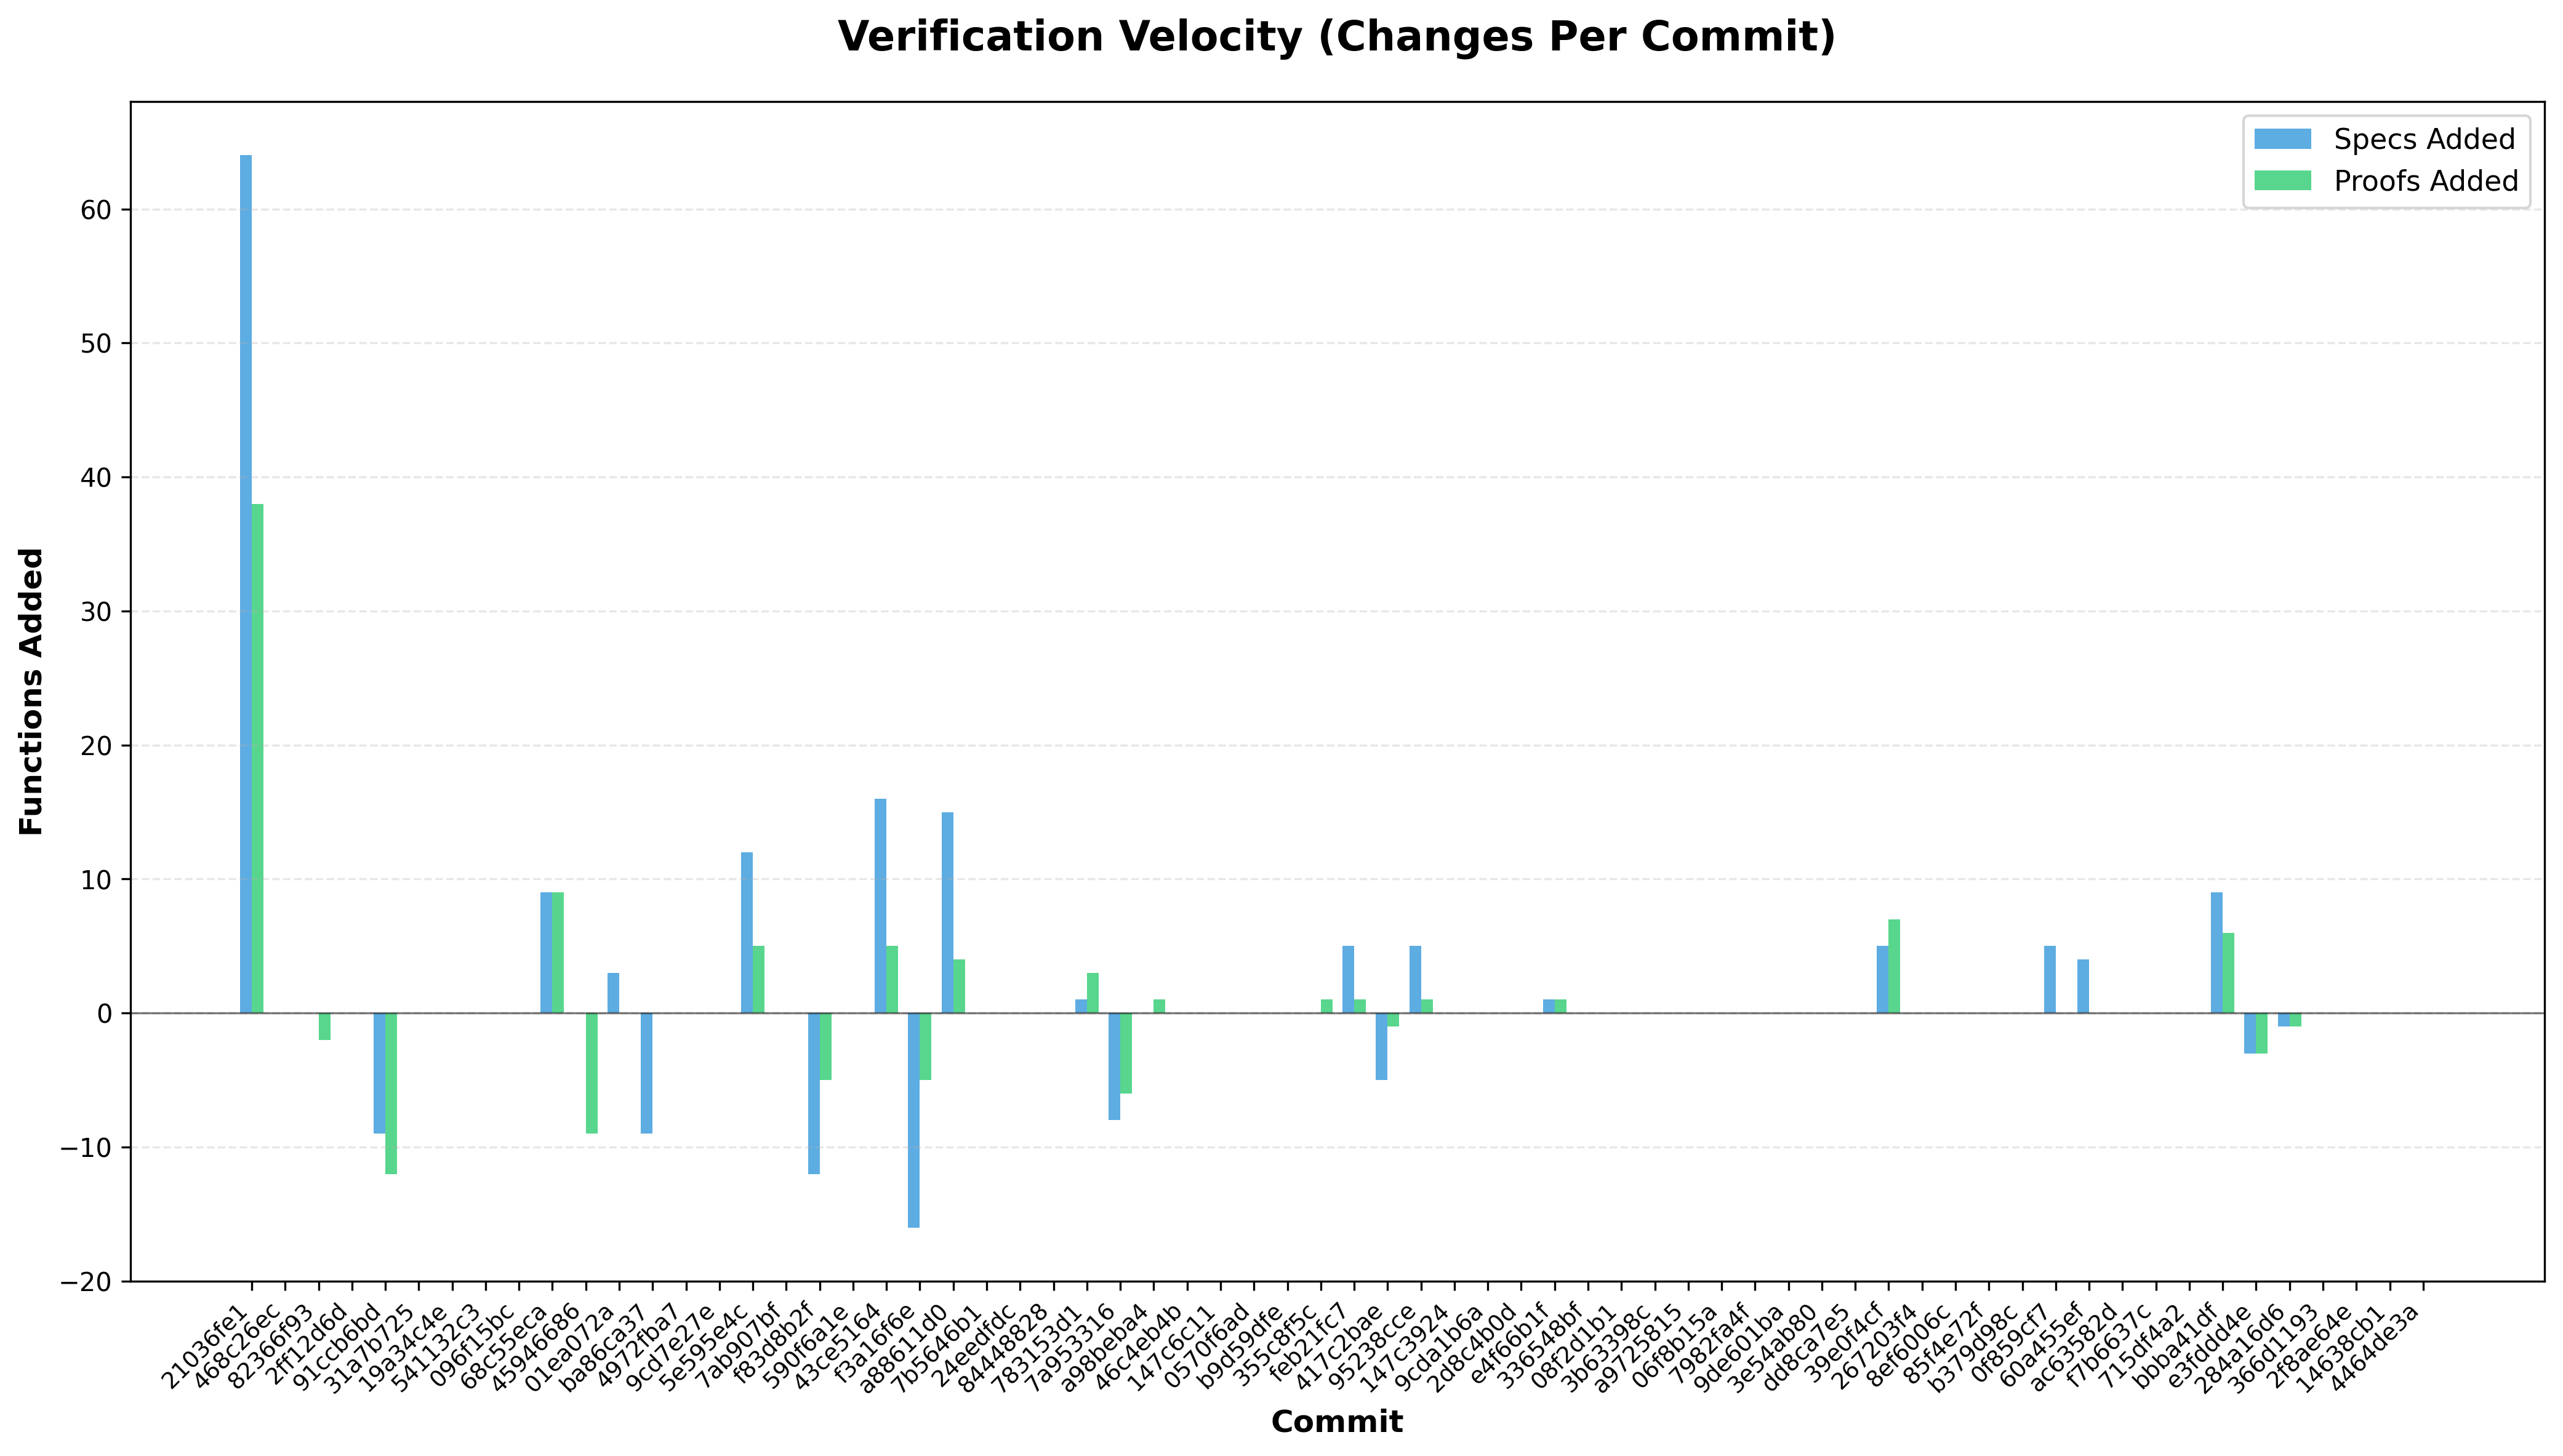 Verification Velocity (Changes Per Commit)
Specs Added
Proofs Added
Functions Added
60
50
40
30
20
10
0
−10
−20
21036fe1
468c26ec
8236f93
2ff12d6d
91ccb6bd
31a7b725
19a34c4e
541132c3
096f15bc
68c55eca
45946686
01ea072a
ba86ca37
4972fba7
9cd7e27e
5e595e4c
7ab907bf
f83d8b2f
590f6a1e
43ce5164
f3a16f6e
a88611d0
7b5646b1
24eedfdc
84448828
783153d1
7a953316
a98beba4
46c4eb4b
147c6c11
0570f6ad
b9d59dfe
355c8f5c
feb21fc7
417c2bae
95238cce
147c3924
9cda1b6a
2d8c4b0d
e4f66b1f
336548bf
08f2d1b1
3b63398c
a9725815
06f8b15a
7982fa4f
9de601ba
3e54ab80
dd8ca7e5
39e0f4cf
267203f4
8ef6006c
85f4e72f
b379d98c
0f859cf7
60a455ef
ac63582d
f7b6637c
715df4a2
bbba41df
e3fddd4e
284a16d6
366d1193
2f8ae64e
14638cb1
4464de3a
Commit